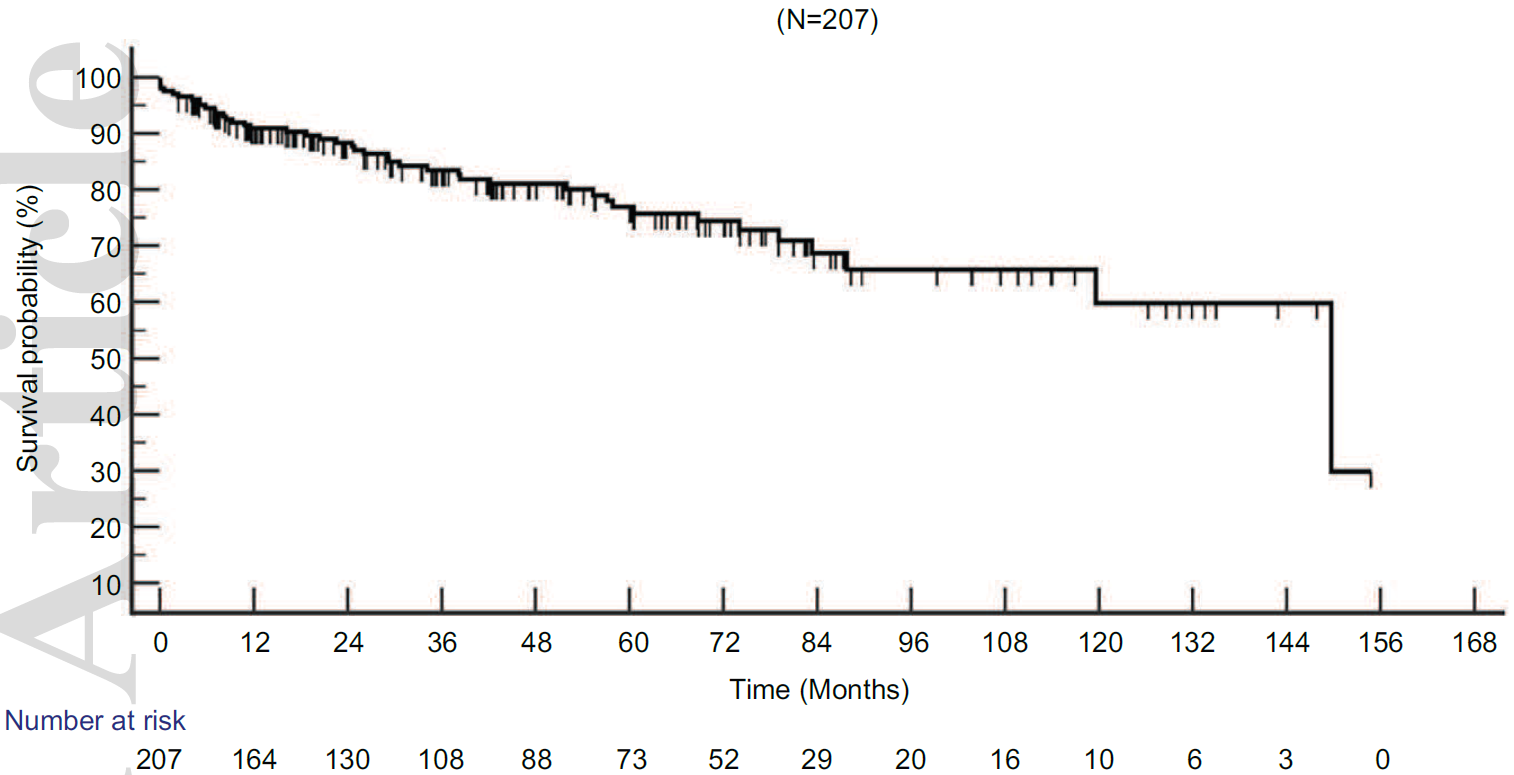 (N=207)
Article
Survival probability (%)
100
90
80
70
60
50
40
30
20
10
0 12 24 36 48 60 72 84 96 108 120 132 144 156 168
Time (Months)
Number at risk
207 164 130 108 88 73 52 29 20 16 10 6 3 0